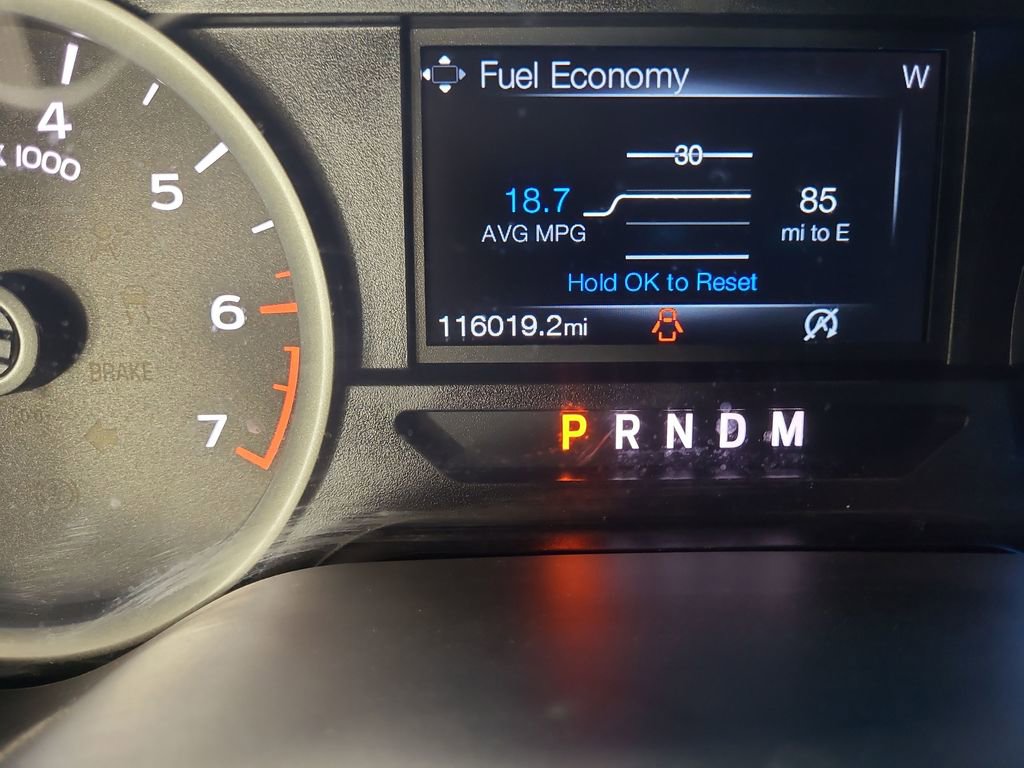 Fuel Economy W
30
18.7 85
AVG MPG mi to E
Hold OK to Reset
116019.2mi
P R N D M
4
X 1000
5
6
BRAKE
7